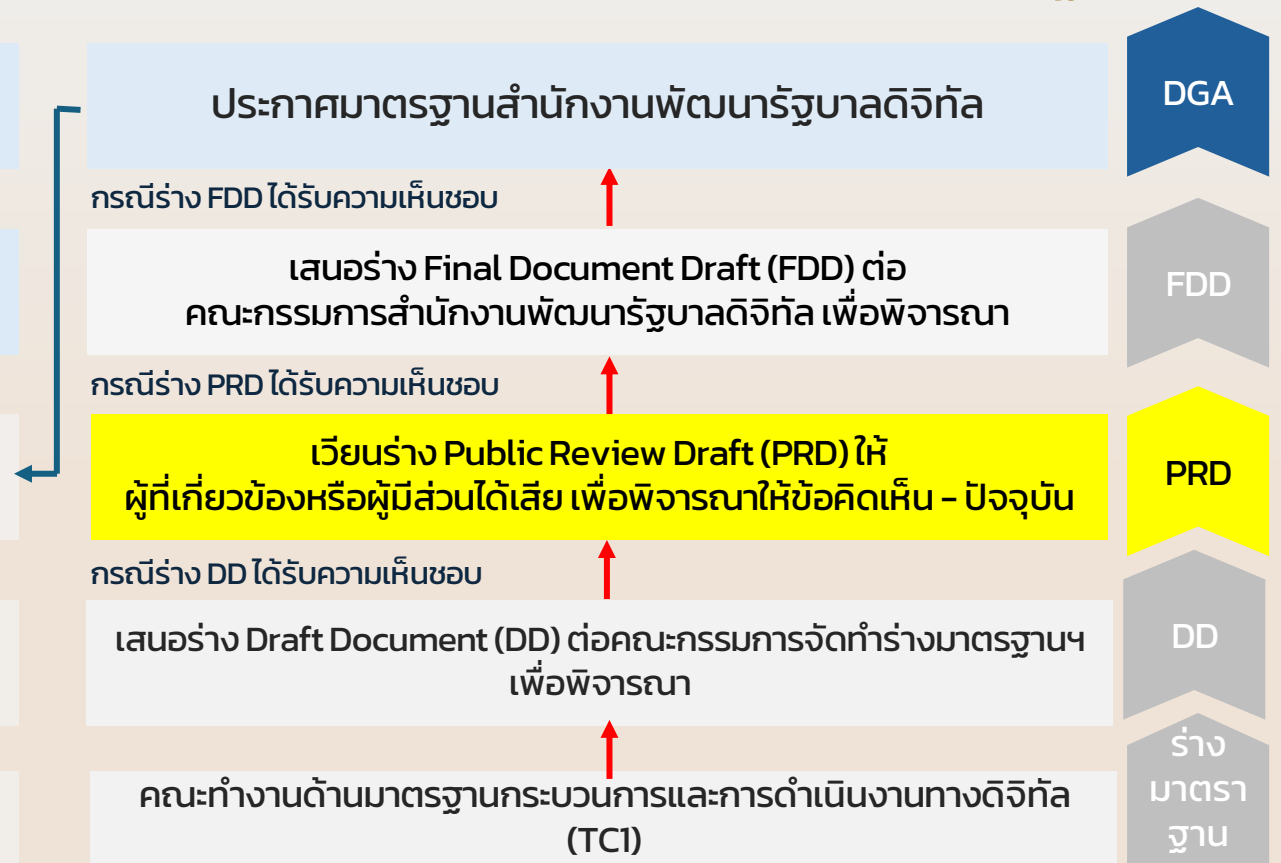 ประกาศมาตรฐานสำนักงานพัฒนารัฐบาลดิจิทัล
DGA
กรณีร่าง FDD ได้รับความเห็นชอบ
เสนอร่าง Final Document Draft (FDD) ต่อ
คณะกรรมการสำนักงานพัฒนารัฐบาลดิจิทัล เพื่อพิจารณา
FDD
กรณีร่าง PRD ได้รับความเห็นชอบ
เวียนร่าง Public Review Draft (PRD) ให้
ผู้ที่เกี่ยวข้องหรือผู้มีส่วนได้เสีย เพื่อพิจารณาให้ข้อคิดเห็น - ปัจจุบัน
PRD
กรณีร่าง DD ได้รับความเห็นชอบ
เสนอร่าง Draft Document (DD) ต่อคณะกรรมการจัดทำร่างมาตรฐานฯ
เพื่อพิจารณา
DD
คณะทำงานด้านมาตรฐานกระบวนการและการดำเนินงานทางดิจิทัล
(TC1)
ร่าง
มาตรา
ฐาน